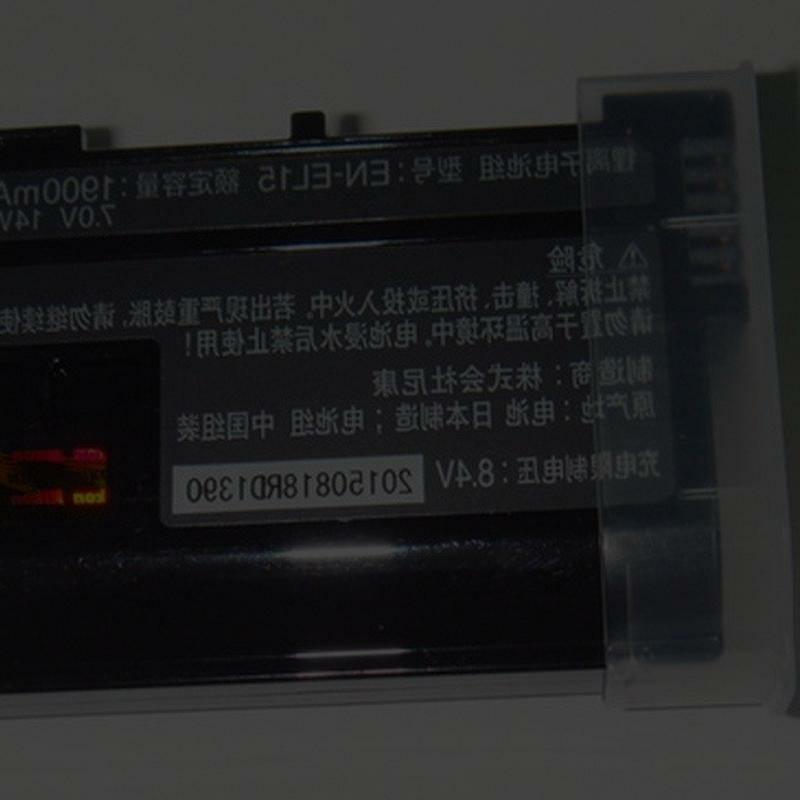 锂离子电池组 型号:EN-EL15 额定容量:1900mA
7.0V 14W
⚠ 危险
禁止拆解、撞击、挤压或投入火中。若出现严重鼓胀,请勿继续使
请勿置于高温环境中。电池浸水后禁止使用!
制造商:株式会社尼康
原产地:电池 日本制造;电池组 中国组装
充电限制电压:8.4V 20150818RD1390